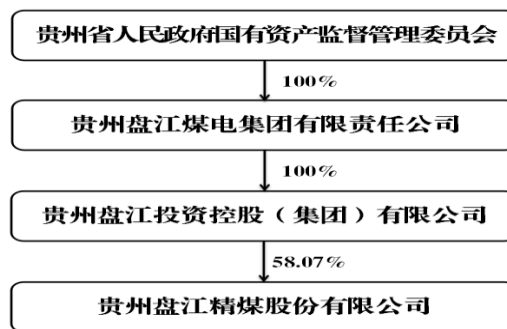 贵州省人民政府国有资产监督管理委员会
100%
贵州盘江煤电集团有限责任公司
100%
贵州盘江投资控股（集团）有限公司
58.07%
贵州盘江精煤股份有限公司